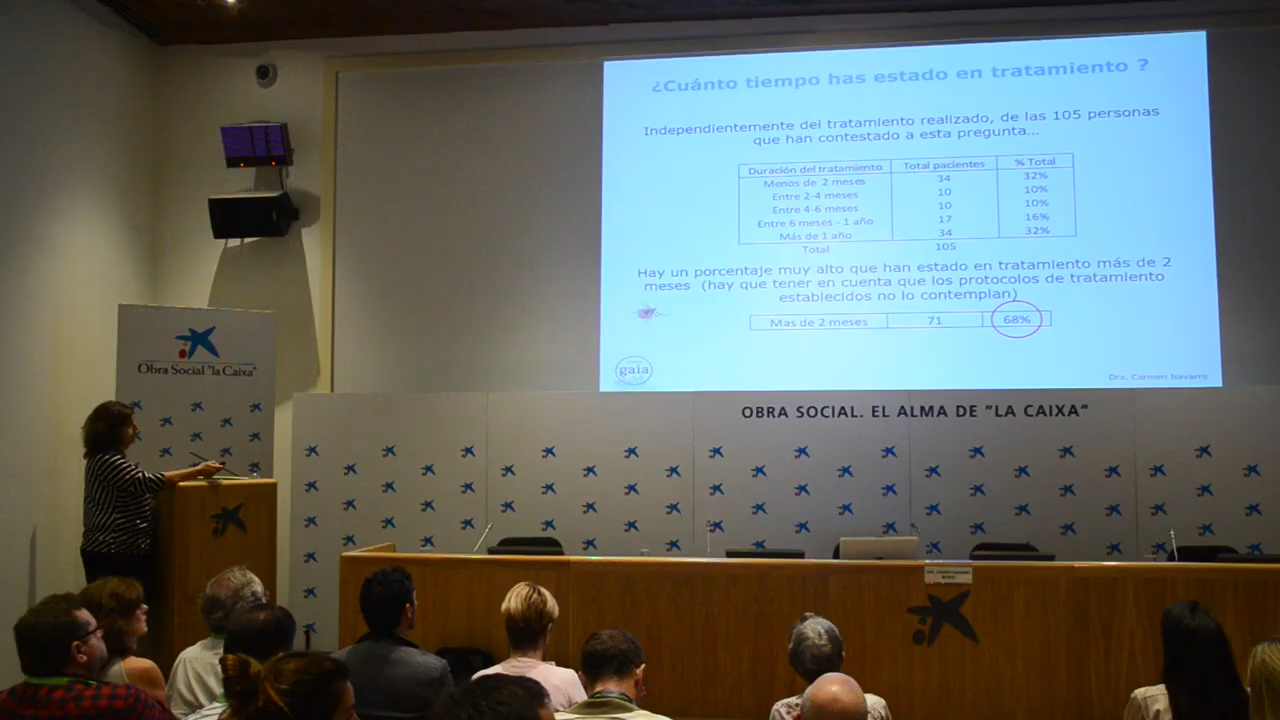 ¿Cuánto tiempo has estado en tratamiento ?
Independientemente del tratamiento realizado, de las 105 personas
que han contestado a esta pregunta...
Duración del tratamiento Total pacientes % Total
Menos de 2 meses 34 32%
Entre 2-4 meses 10 10%
Entre 4-6 meses 10 10%
Entre 6 meses - 1 año 17 16%
Más de 1 año 34 32%
Total 105
Hay un porcentaje muy alto que han estado en tratamiento más de 2
meses (hay que tener en cuenta que los protocolos de tratamiento
establecidos no lo contemplan)
Mas de 2 meses 71 68%
gaia
Dra. Carmen Navarro
Obra Social "la Caixa"
OBRA SOCIAL. EL ALMA DE "LA CAIXA"